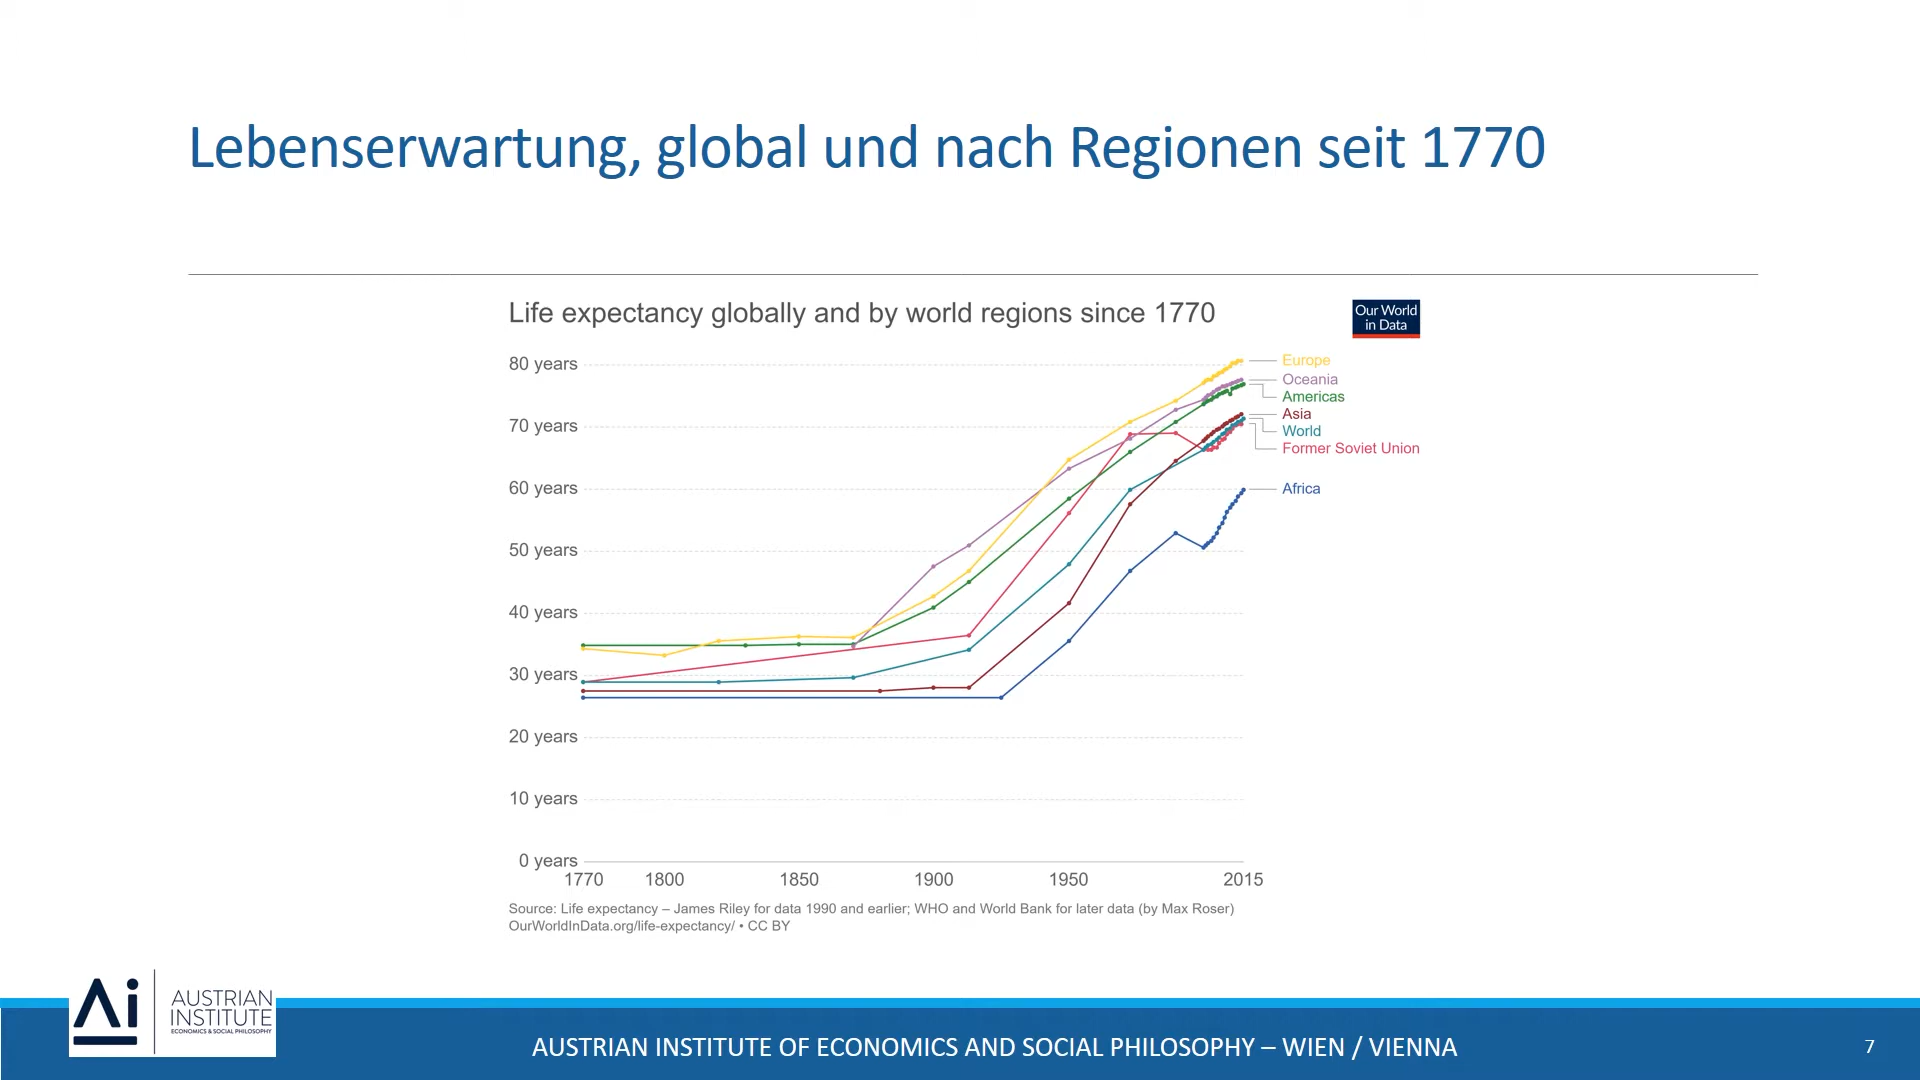 Lebenserwartung, global und nach Regionen seit 1770
Life expectancy globally and by world regions since 1770
Our World
in Data
80 years
70 years
60 years
50 years
40 years
30 years
20 years
10 years
0 years
Europe
Oceania
Americas
Asia
World
Former Soviet Union
Africa
1770 1800 1850 1900 1950 2015
Source: Life expectancy – James Riley for data 1990 and earlier; WHO and World Bank for later data (by Max Roser)
OurWorldInData.org/life-expectancy/ • CC BY
Ai
AUSTRIAN
INSTITUTE
ECONOMICS & SOCIAL PHILOSOPHY
AUSTRIAN INSTITUTE OF ECONOMICS AND SOCIAL PHILOSOPHY – WIEN / VIENNA
7